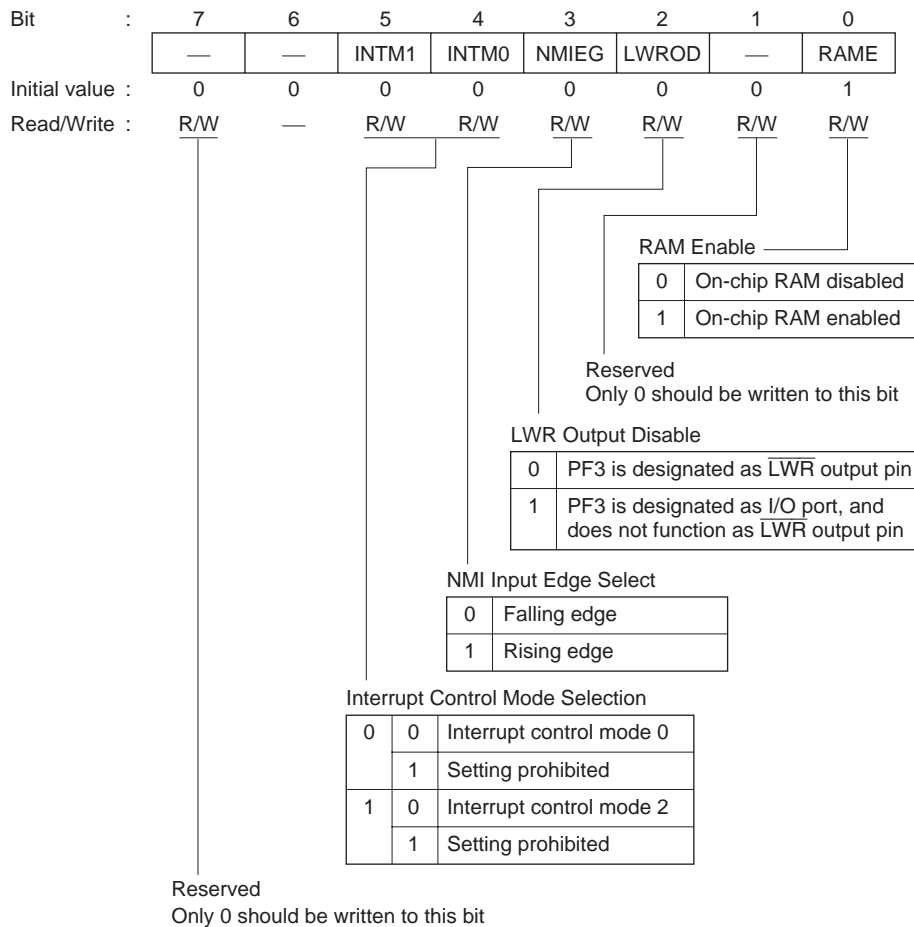 Bit : 7 6 5 4 3 2 1 0
— — INTM1 INTM0 NMIEG LWROD — RAME
Initial value : 0 0 0 0 0 0 0 1
Read/Write : R/W — R/W R/W R/W R/W R/W R/W
RAM Enable
0 On-chip RAM disabled
1 On-chip RAM enabled
Reserved
Only 0 should be written to this bit
LWR Output Disable
0 PF3 is designated as L̅W̅R̅ output pin
1 PF3 is designated as I/O port, and
does not function as L̅W̅R̅ output pin
NMI Input Edge Select
0 Falling edge
1 Rising edge
Interrupt Control Mode Selection
0 0 Interrupt control mode 0
1 Setting prohibited
1 0 Interrupt control mode 2
1 Setting prohibited
Reserved
Only 0 should be written to this bit